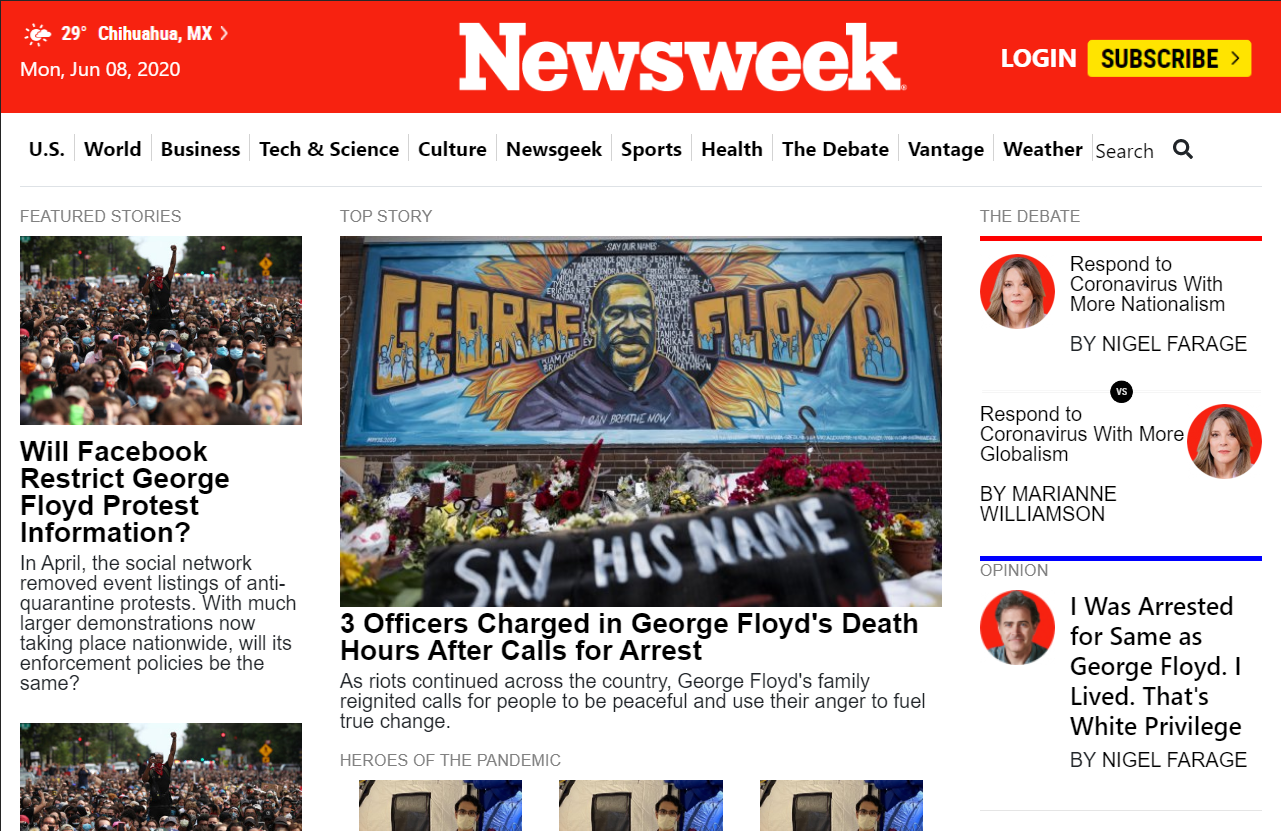 29° Chihuahua, MX
Mon, Jun 08, 2020
Newsweek
LOGIN
SUBSCRIBE
U.S. World Business Tech & Science Culture Newsgeek Sports Health The Debate Vantage Weather Search
FEATURED STORIES
Will Facebook
Restrict George
Floyd Protest
Information?
In April, the social network
removed event listings of anti-
quarantine protests. With much
larger demonstrations now
taking place nationwide, will its
enforcement policies be the
same?
TOP STORY
SAY OUR NAMES
GEORGE FLOYD
I CAN BREATHE NOW
SAY HIS NAME
3 Officers Charged in George Floyd's Death
Hours After Calls for Arrest
As riots continued across the country, George Floyd's family
reignited calls for people to be peaceful and use their anger to fuel
true change.
HEROES OF THE PANDEMIC
THE DEBATE
Respond to
Coronavirus With
More Nationalism
BY NIGEL FARAGE
VS
Respond to
Coronavirus With More
Globalism
BY MARIANNE
WILLIAMSON
OPINION
I Was Arrested
for Same as
George Floyd. I
Lived. That's
White Privilege
BY NIGEL FARAGE